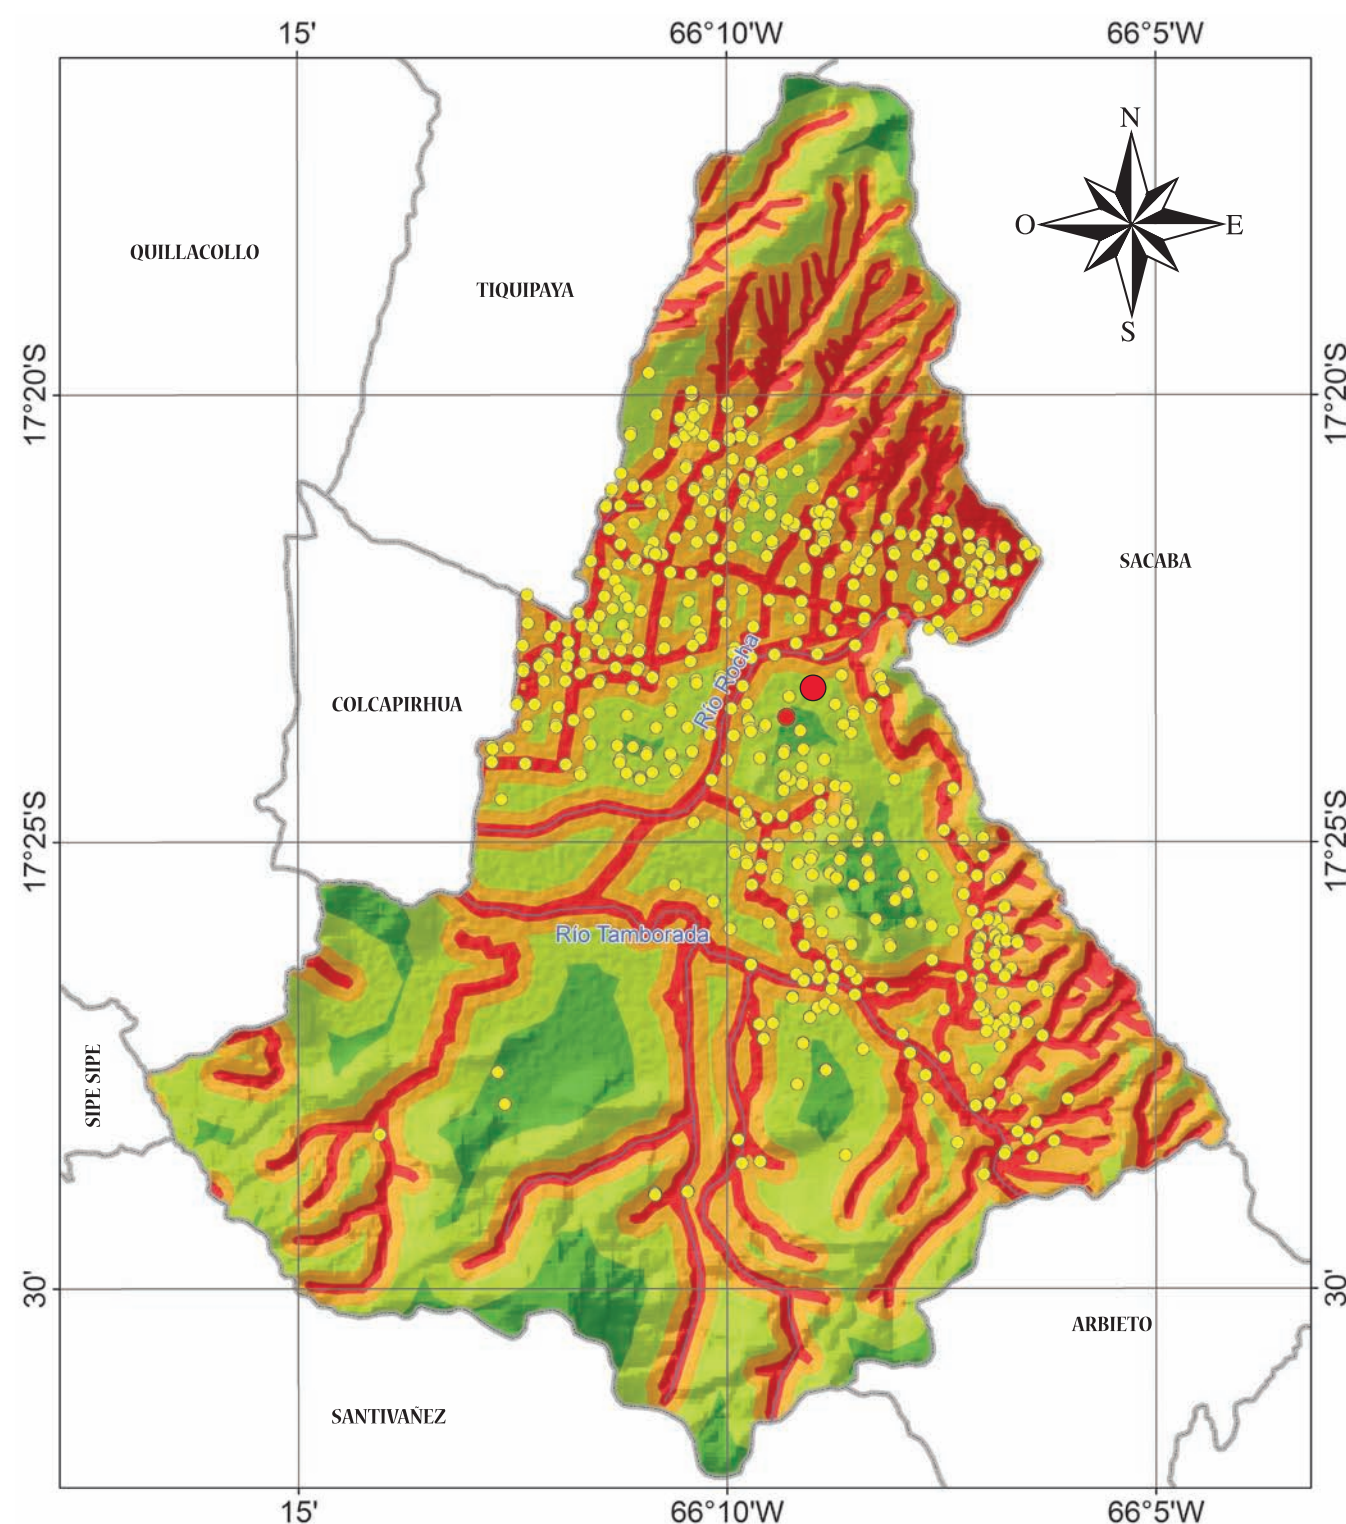 15'
66°10'W
66°5'W
N
O
E
S
QUILLACOLLO
TIQUIPAYA
17°20'S
17°20'S
SACABA
Río Rocha
COLCAPIRHUA
17°25'S
17°25'S
Río Tamborada
SIPE SIPE
30'
30'
ARBIETO
SANTIVAÑEZ
15'
66°10'W
66°5'W